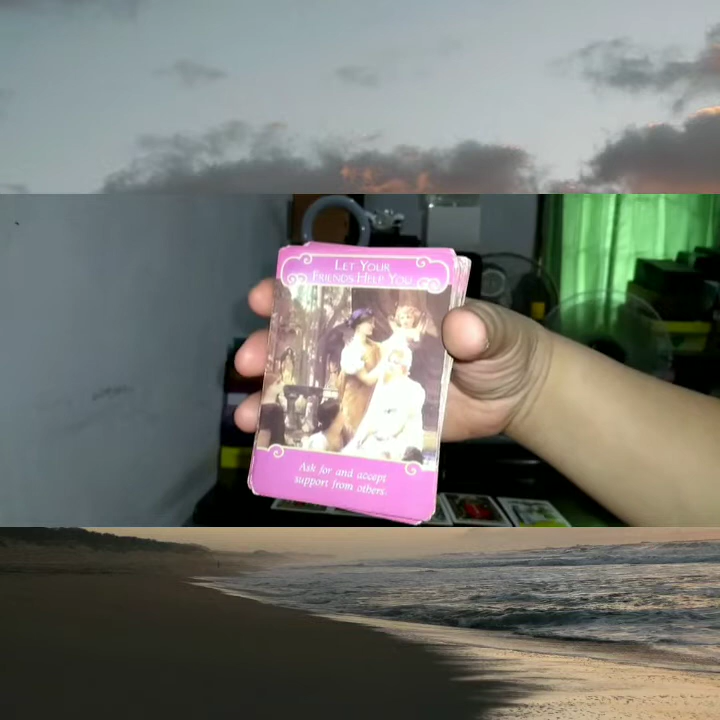 LET YOUR
FRIENDS HELP YOU
Ask for and accept
support from others.